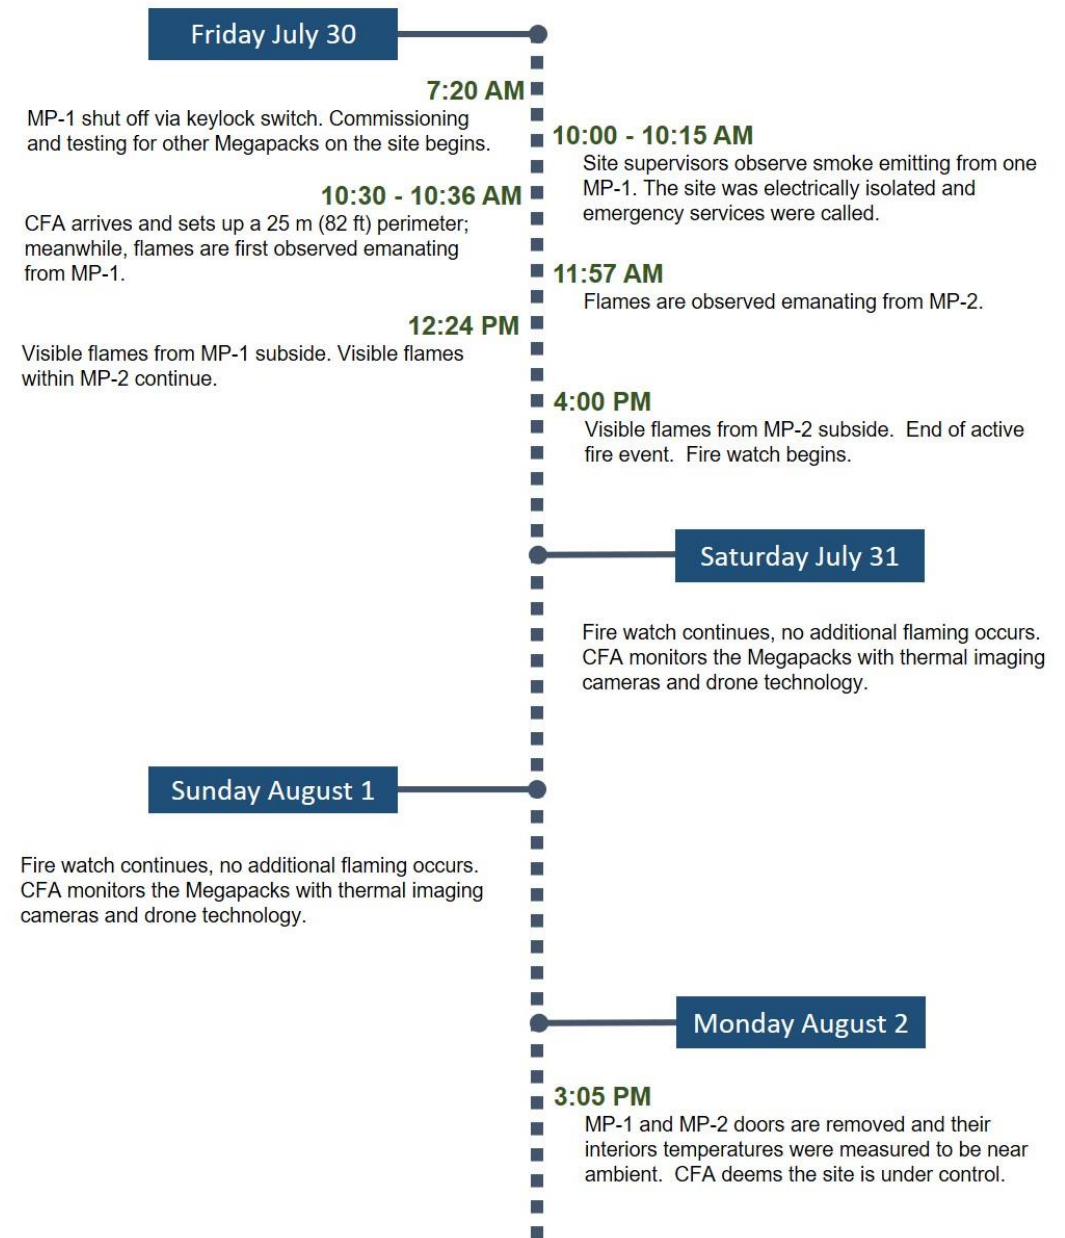 Friday July 30
7:20 AM
MP-1 shut off via keylock switch. Commissioning
and testing for other Megapacks on the site begins.
10:00 - 10:15 AM
Site supervisors observe smoke emitting from one
MP-1. The site was electrically isolated and
emergency services were called.
10:30 - 10:36 AM
CFA arrives and sets up a 25 m (82 ft) perimeter;
meanwhile, flames are first observed emanating
from MP-1.
11:57 AM
Flames are observed emanating from MP-2.
12:24 PM
Visible flames from MP-1 subside. Visible flames
within MP-2 continue.
4:00 PM
Visible flames from MP-2 subside.  End of active
fire event.  Fire watch begins.
Saturday July 31
Fire watch continues, no additional flaming occurs.
CFA monitors the Megapacks with thermal imaging
cameras and drone technology.
Sunday August 1
Fire watch continues, no additional flaming occurs.
CFA monitors the Megapacks with thermal imaging
cameras and drone technology.
Monday August 2
3:05 PM
MP-1 and MP-2 doors are removed and their
interiors temperatures were measured to be near
ambient.  CFA deems the site is under control.